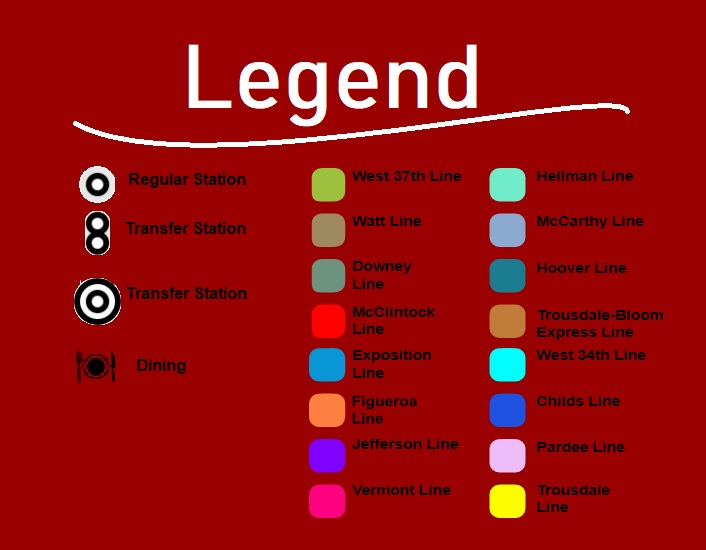 Legend
Regular Station
Transfer Station
Transfer Station
Dining
West 37th Line
Watt Line
Downey
Line
McClintock
Line
Exposition
Line
Figueroa
Line
Jefferson Line
Vermont Line
Hellman Line
McCarthy Line
Hoover Line
Trousdale-Bloom
Express Line
West 34th Line
Childs Line
Pardee Line
Trousdale
Line